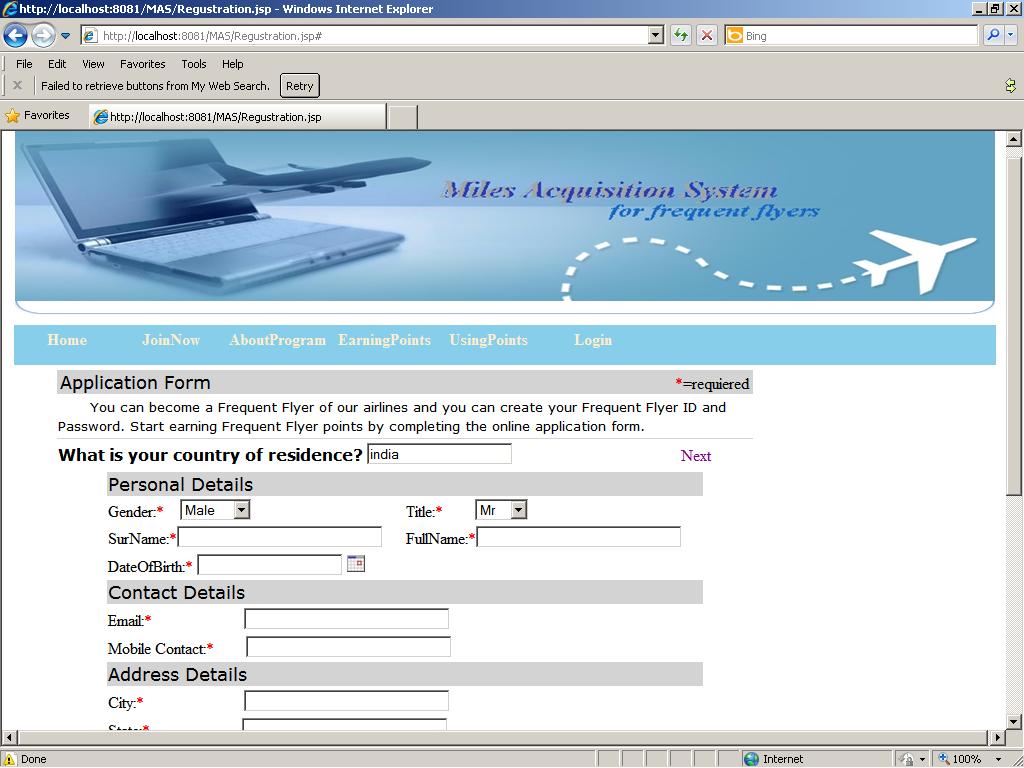 http://localhost:8081/MAS/Regustration.jsp - Windows Internet Explorer
http://localhost:8081/MAS/Regustration.jsp#
Bing
File Edit View Favorites Tools Help
Failed to retrieve buttons from My Web Search. Retry
Favorites http://localhost:8081/MAS/Regustration.jsp
Miles Acquisition System
for frequent flyers
Home JoinNow AboutProgram EarningPoints UsingPoints Login
Application Form *=requiered
You can become a Frequent Flyer of our airlines and you can create your Frequent Flyer ID and
Password. Start earning Frequent Flyer points by completing the online application form.
What is your country of residence? india Next
Personal Details
Gender:* Male Title:* Mr
SurName:* FullName:*
DateOfBirth:*
Contact Details
Email:*
Mobile Contact:*
Address Details
City:*
State:*
Done Internet 100%